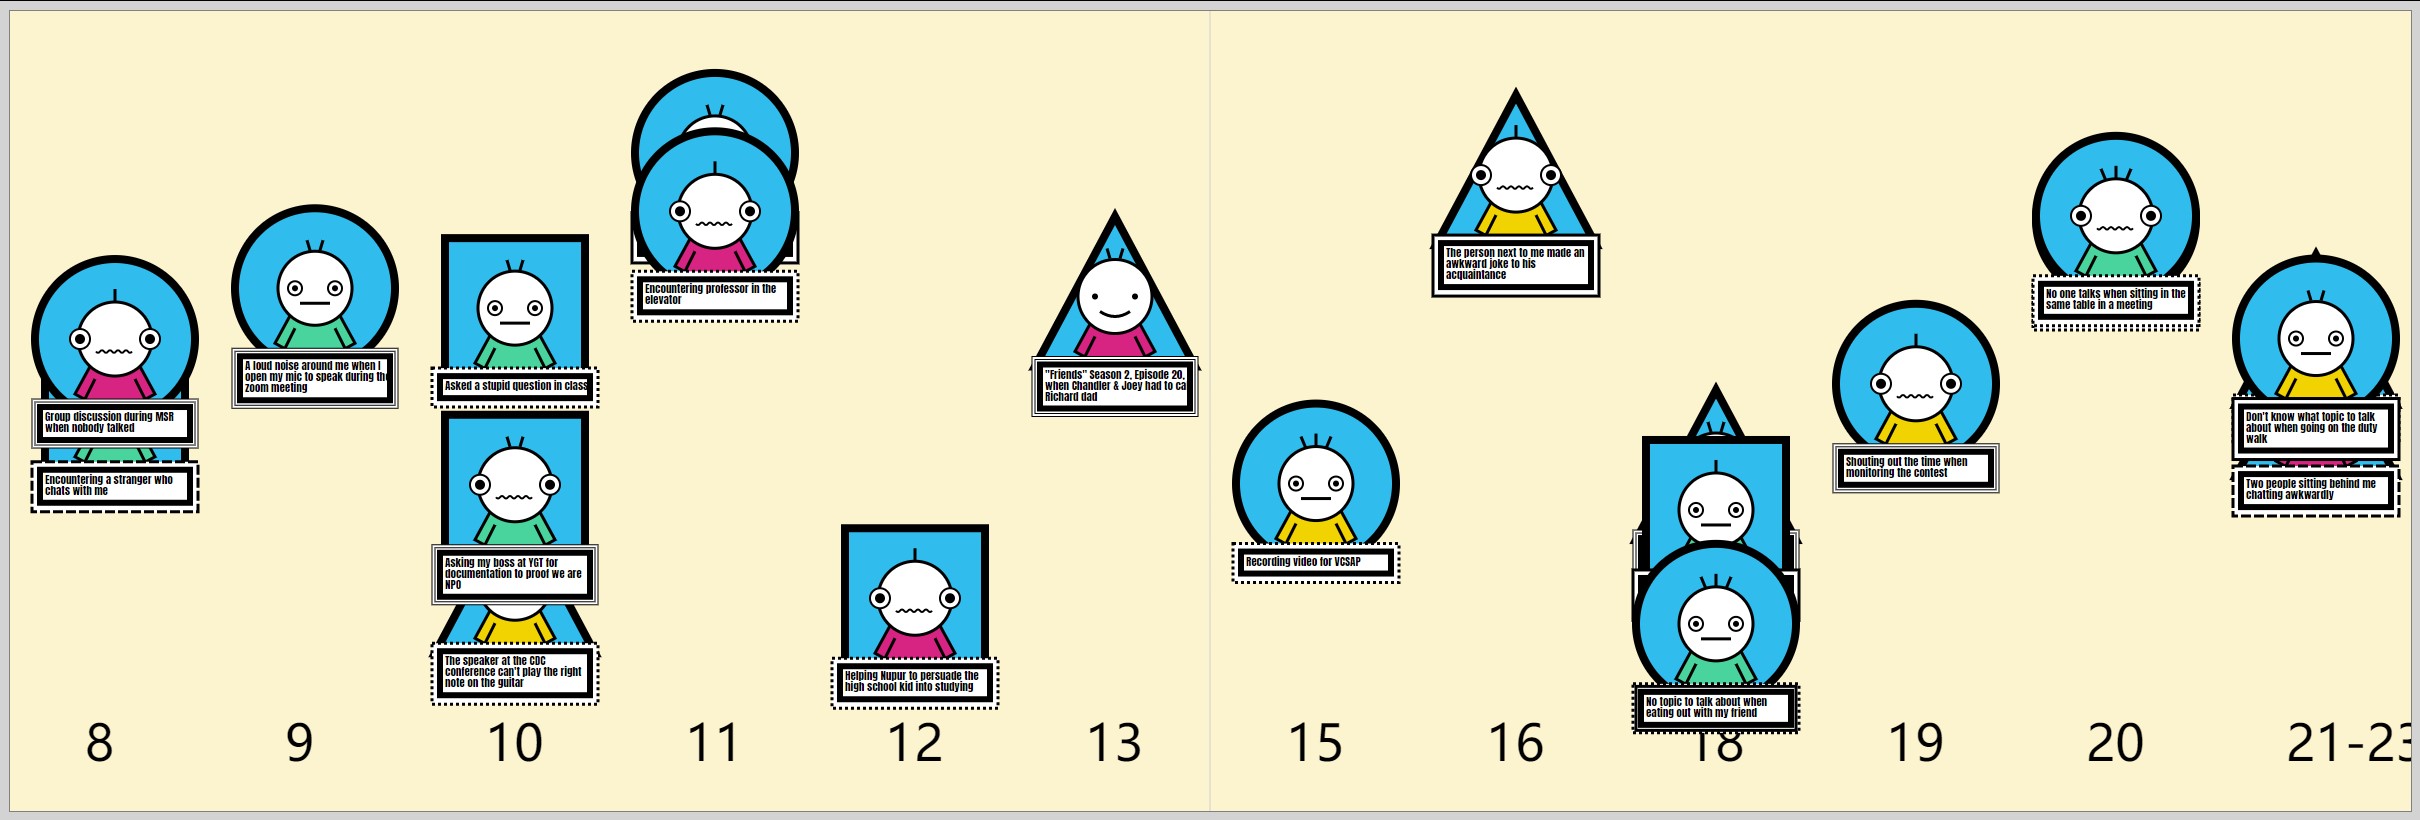 Group discussion during MSR
when nobody talked
Encountering a stranger who
chats with me
A loud noise around me when I
open my mic to speak during the
zoom meeting
Asked a stupid question in class
Asking my boss at YGT for
documentation to proof we are
NPO
The speaker at the CDC
conference can't play the right
note on the guitar
Encountering professor in the
elevator
Helping Nupur to persuade the
high school kid into studying
"Friends" Season 2, Episode 20,
when Chandler & Joey had to ca
Richard dad
Recording video for VCSAP
The person next to me made an
awkward joke to his
acquaintance
No topic to talk about when
eating out with my friend
Shouting out the time when
monitoring the contest
No one talks when sitting in the
same table in a meeting
Don't know what topic to talk
about when going on the duty
walk
Two people sitting behind me
chatting awkwardly
8 9 10 11 12 13 15 16 18 19 20 21-23